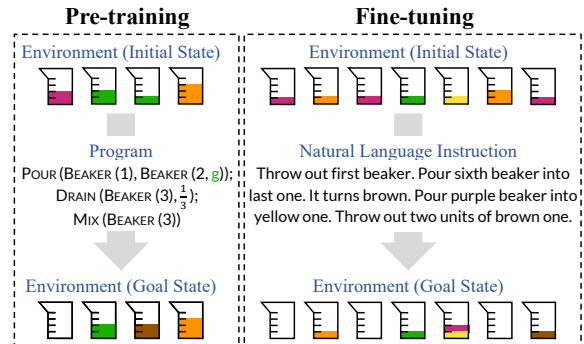 Pre-training
Environment (Initial State)
Program
POUR (BEAKER (1), BEAKER (2, g));
DRAIN (BEAKER (3), 1/3);
MIX (BEAKER (3))
Environment (Goal State)
Fine-tuning
Environment (Initial State)
Natural Language Instruction
Throw out first beaker. Pour sixth beaker into
last one. It turns brown. Pour purple beaker into
yellow one. Throw out two units of brown one.
Environment (Goal State)